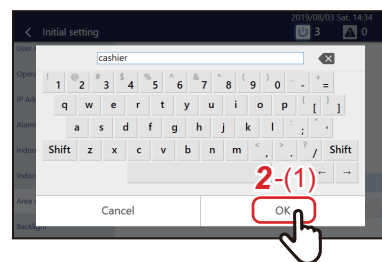 2019/08/03 Sat. 14:34
Initial setting 3 0
User
cashier
Oper
! 1 @ 2 # 3 $ 4 % 5 ^ 6 & 7 * 8 ( 9 ) 0 _ - + =
IP Ad
q w e r t y u i o p { [ } ]
Alarm
a s d f g h j k l : ; " '
Indoo
Shift z x c v b n m < , > . ? / Shift
Indoo
2-(1) ← →
Area
Cancel OK
Backlig